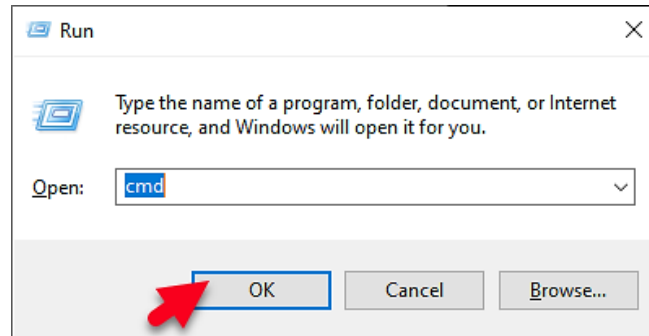 Run
Type the name of a program, folder, document, or Internet
resource, and Windows will open it for you.
Open: cmd
OK Cancel Browse...